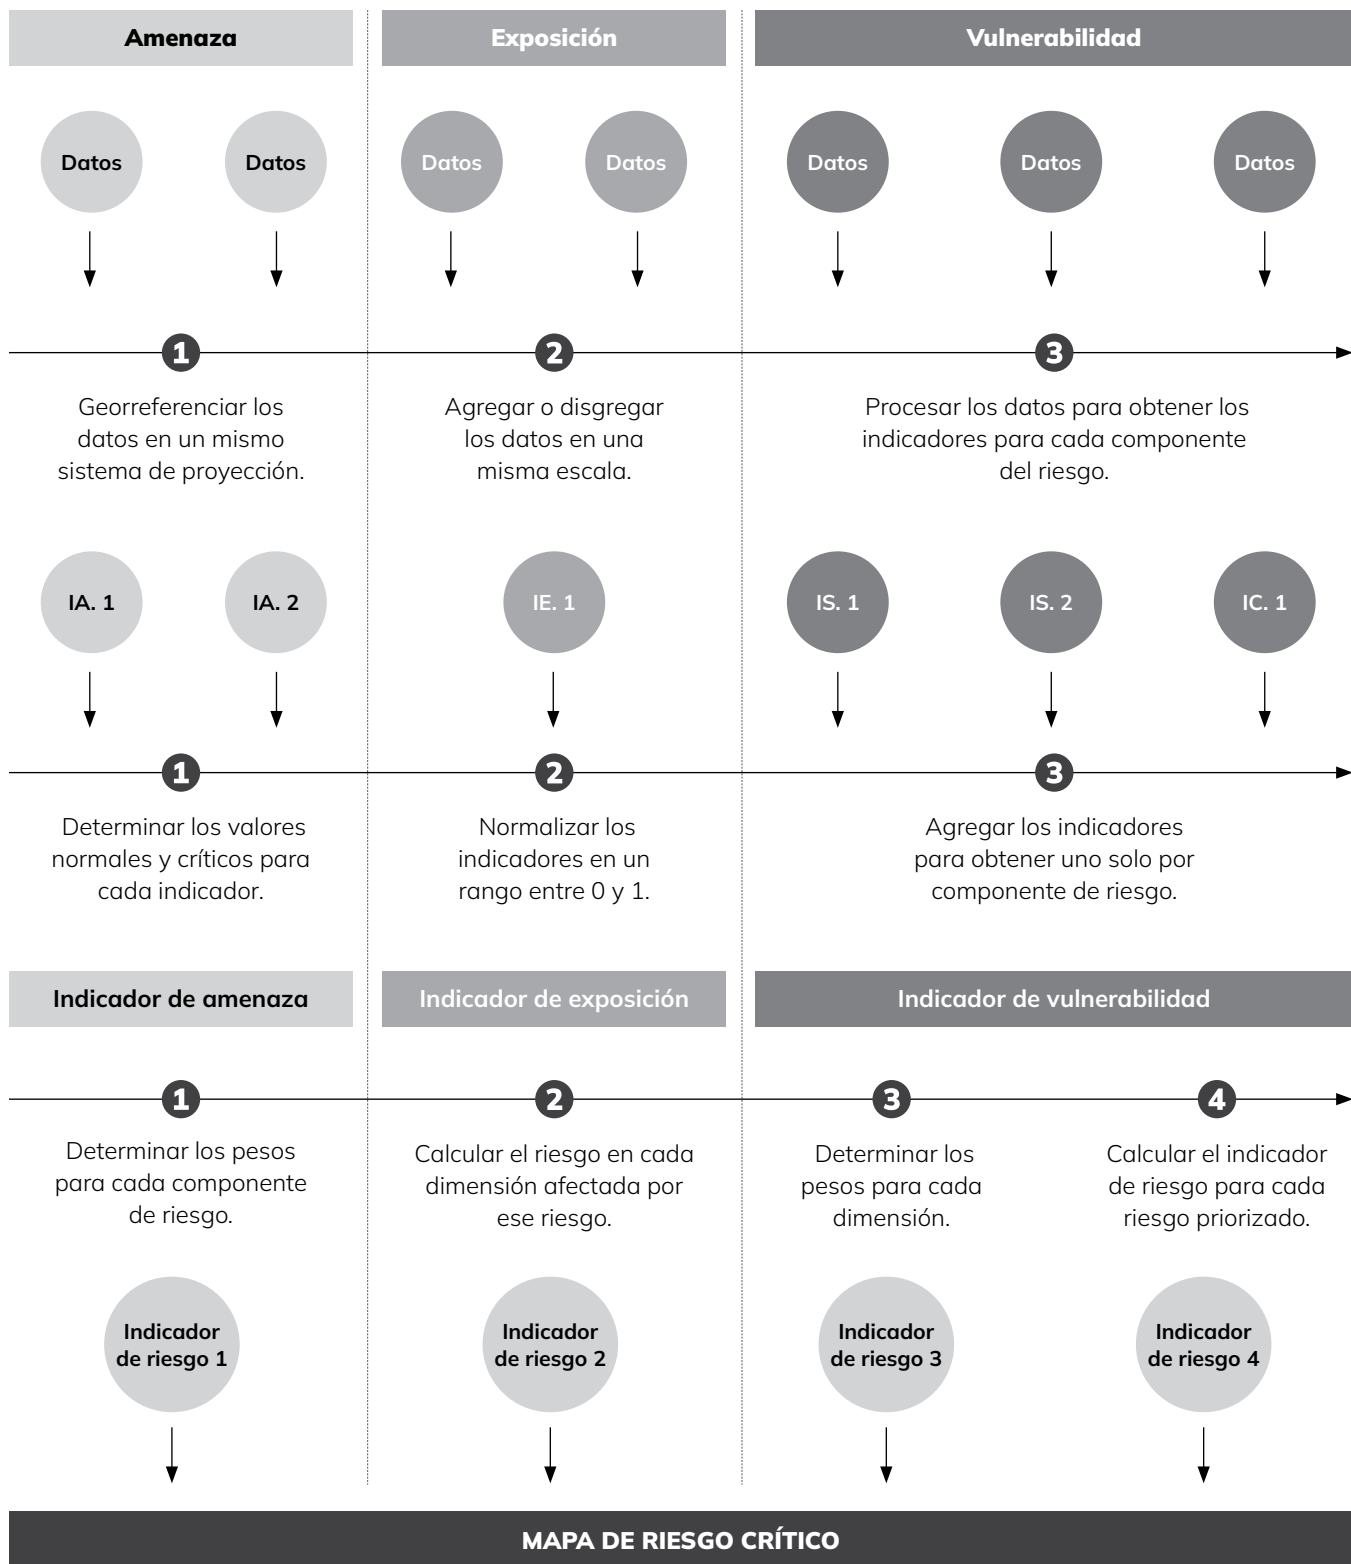 Amenaza
Exposición
Vulnerabilidad
Datos
Datos
Datos
Datos
Datos
Datos
Datos
1
2
3
Georreferenciar los
datos en un mismo
sistema de proyección.
Agregar o disgregar
los datos en una
misma escala.
Procesar los datos para obtener los
indicadores para cada componente
del riesgo.
IA. 1
IA. 2
IE. 1
IS. 1
IS. 2
IC. 1
1
2
3
Determinar los valores
normales y críticos para
cada indicador.
Normalizar los
indicadores en un
rango entre 0 y 1.
Agregar los indicadores
para obtener uno solo por
componente de riesgo.
Indicador de amenaza
Indicador de exposición
Indicador de vulnerabilidad
1
2
3
4
Determinar los pesos
para cada componente
de riesgo.
Calcular el riesgo en cada
dimensión afectada por
ese riesgo.
Determinar los
pesos para cada
dimensión.
Calcular el indicador
de riesgo para cada
riesgo priorizado.
Indicador
de riesgo 1
Indicador
de riesgo 2
Indicador
de riesgo 3
Indicador
de riesgo 4
MAPA DE RIESGO CRÍTICO